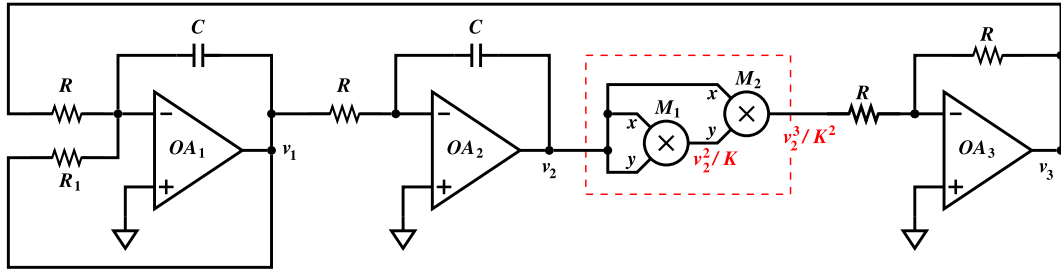 C
R
R₁
−
+
OA₁
v₁
R
C
−
+
OA₂
v₂
x
y
M₁
v₂²/K
x
y
M₂
v₂³/K²
R
R
−
+
OA₃
v₃